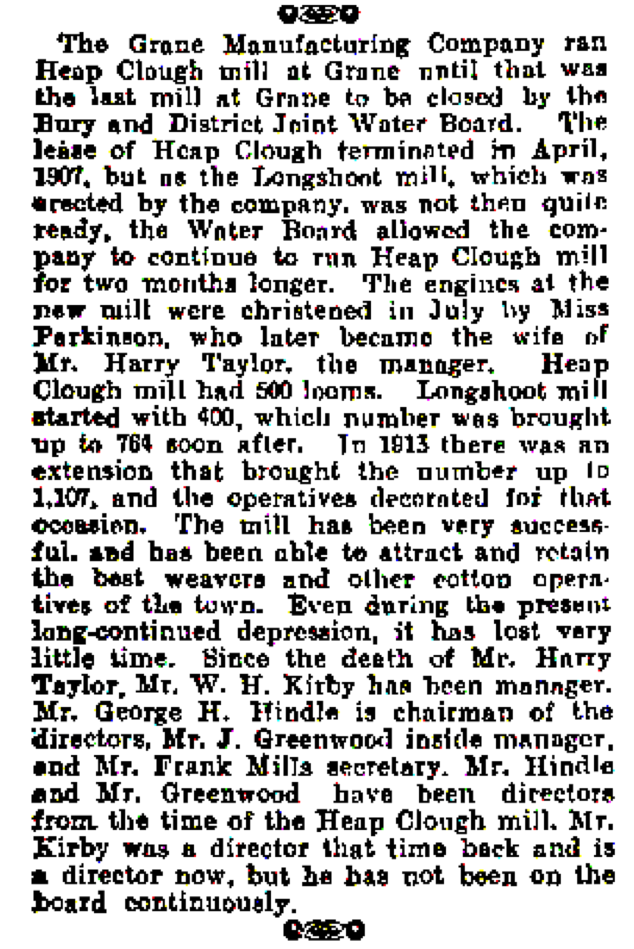 The Grane Manufacturing Company ran
Heap Clough mill at Grane until that was
the last mill at Grane to be closed by the
Bury and District Joint Water Board. The
lease of Heap Clough terminated in April,
1907, but as the Longshoot mill, which was
erected by the company, was not then quite
ready, the Water Board allowed the com-
pany to continue to run Heap Clough mill
for two months longer. The engines at the
new mill were christened in July by Miss
Parkinson, who later became the wife of
Mr. Harry Taylor, the manager. Heap
Clough mill had 500 looms. Longshoot mill
started with 400, which number was brought
up to 764 soon after. In 1913 there was an
extension that brought the number up to
1,107, and the operatives decorated for that
occasion. The mill has been very success-
ful, and has been able to attract and retain
the best weavers and other cotton opera-
tives of the town. Even during the present
long-continued depression, it has lost very
little time. Since the death of Mr. Harry
Taylor, Mr. W. H. Kirby has been manager.
Mr. George H. Hindle is chairman of the
directors, Mr. J. Greenwood inside manager,
and Mr. Frank Mills secretary. Mr. Hindle
and Mr. Greenwood have been directors
from the time of the Heap Clough mill. Mr.
Kirby was a director that time back and is
a director now, but he has not been on the
board continuously.